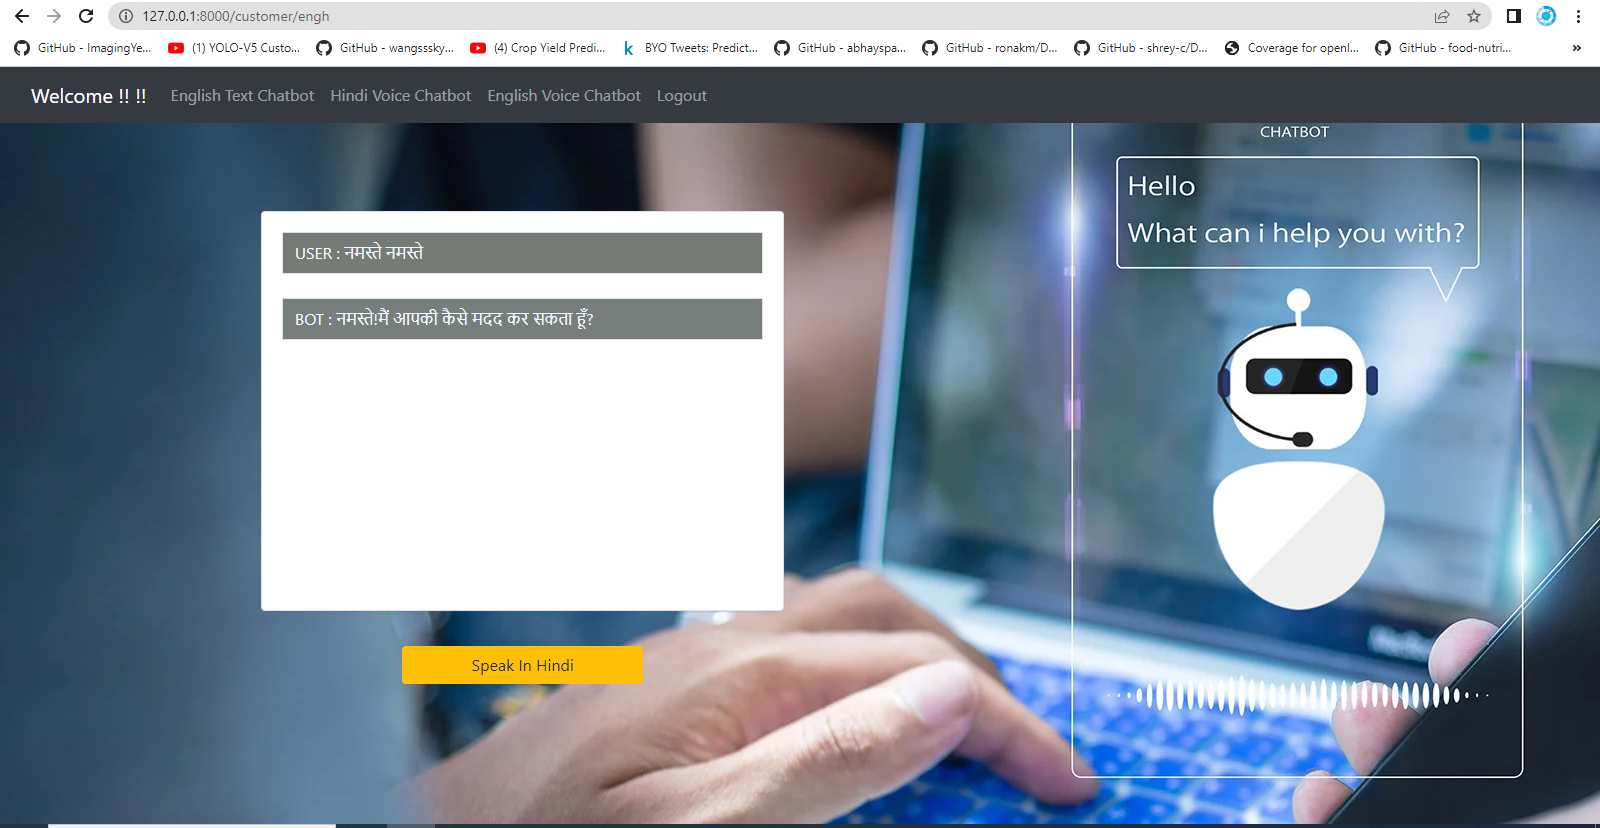 127.0.0.1:8000/customer/engh
GitHub - ImagingYe... (1) YOLO-V5 Custo... GitHub - wangsssky... (4) Crop Yield Predi... BYO Tweets: Predict... GitHub - abhayspa... GitHub - ronakm/D... GitHub - shrey-c/D... Coverage for openl... GitHub - food-nutri... »
Welcome !! !! English Text Chatbot Hindi Voice Chatbot English Voice Chatbot Logout
CHATBOT
Hello
What can i help you with?
USER : नमस्ते नमस्ते
BOT : नमस्ते!मैं आपकी कैसे मदद कर सकता हूँ?
Speak In Hindi